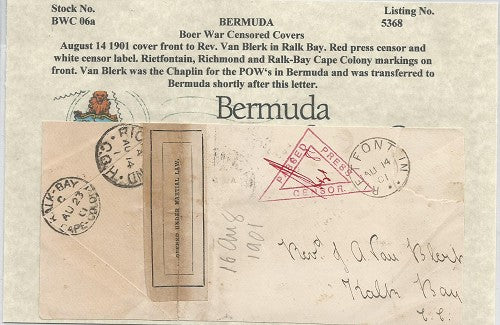 Stock No.
BERMUDA
Listing No.
BWC 06a
Boer War Censored Covers
5368
August 14 1901 cover front to Rev. Van Blerk in Ralk Bay. Red press censor and
white censor label. Rietfontain, Richmond and Ralk-Bay Cape Colony markings on
front. Van Blerk was the Chaplin for the POW's in Bermuda and was transferred to
Bermuda shortly after this letter.
Bermuda
AU 14
KALK-BAY
AU 23
01
OPENED UNDER MARTIAL LAW.
PASSED
PRESS
CENSOR
AU 14
01
16 Aug
1901
Rev. J A Van Blerk
Kalk Bay
C.C.